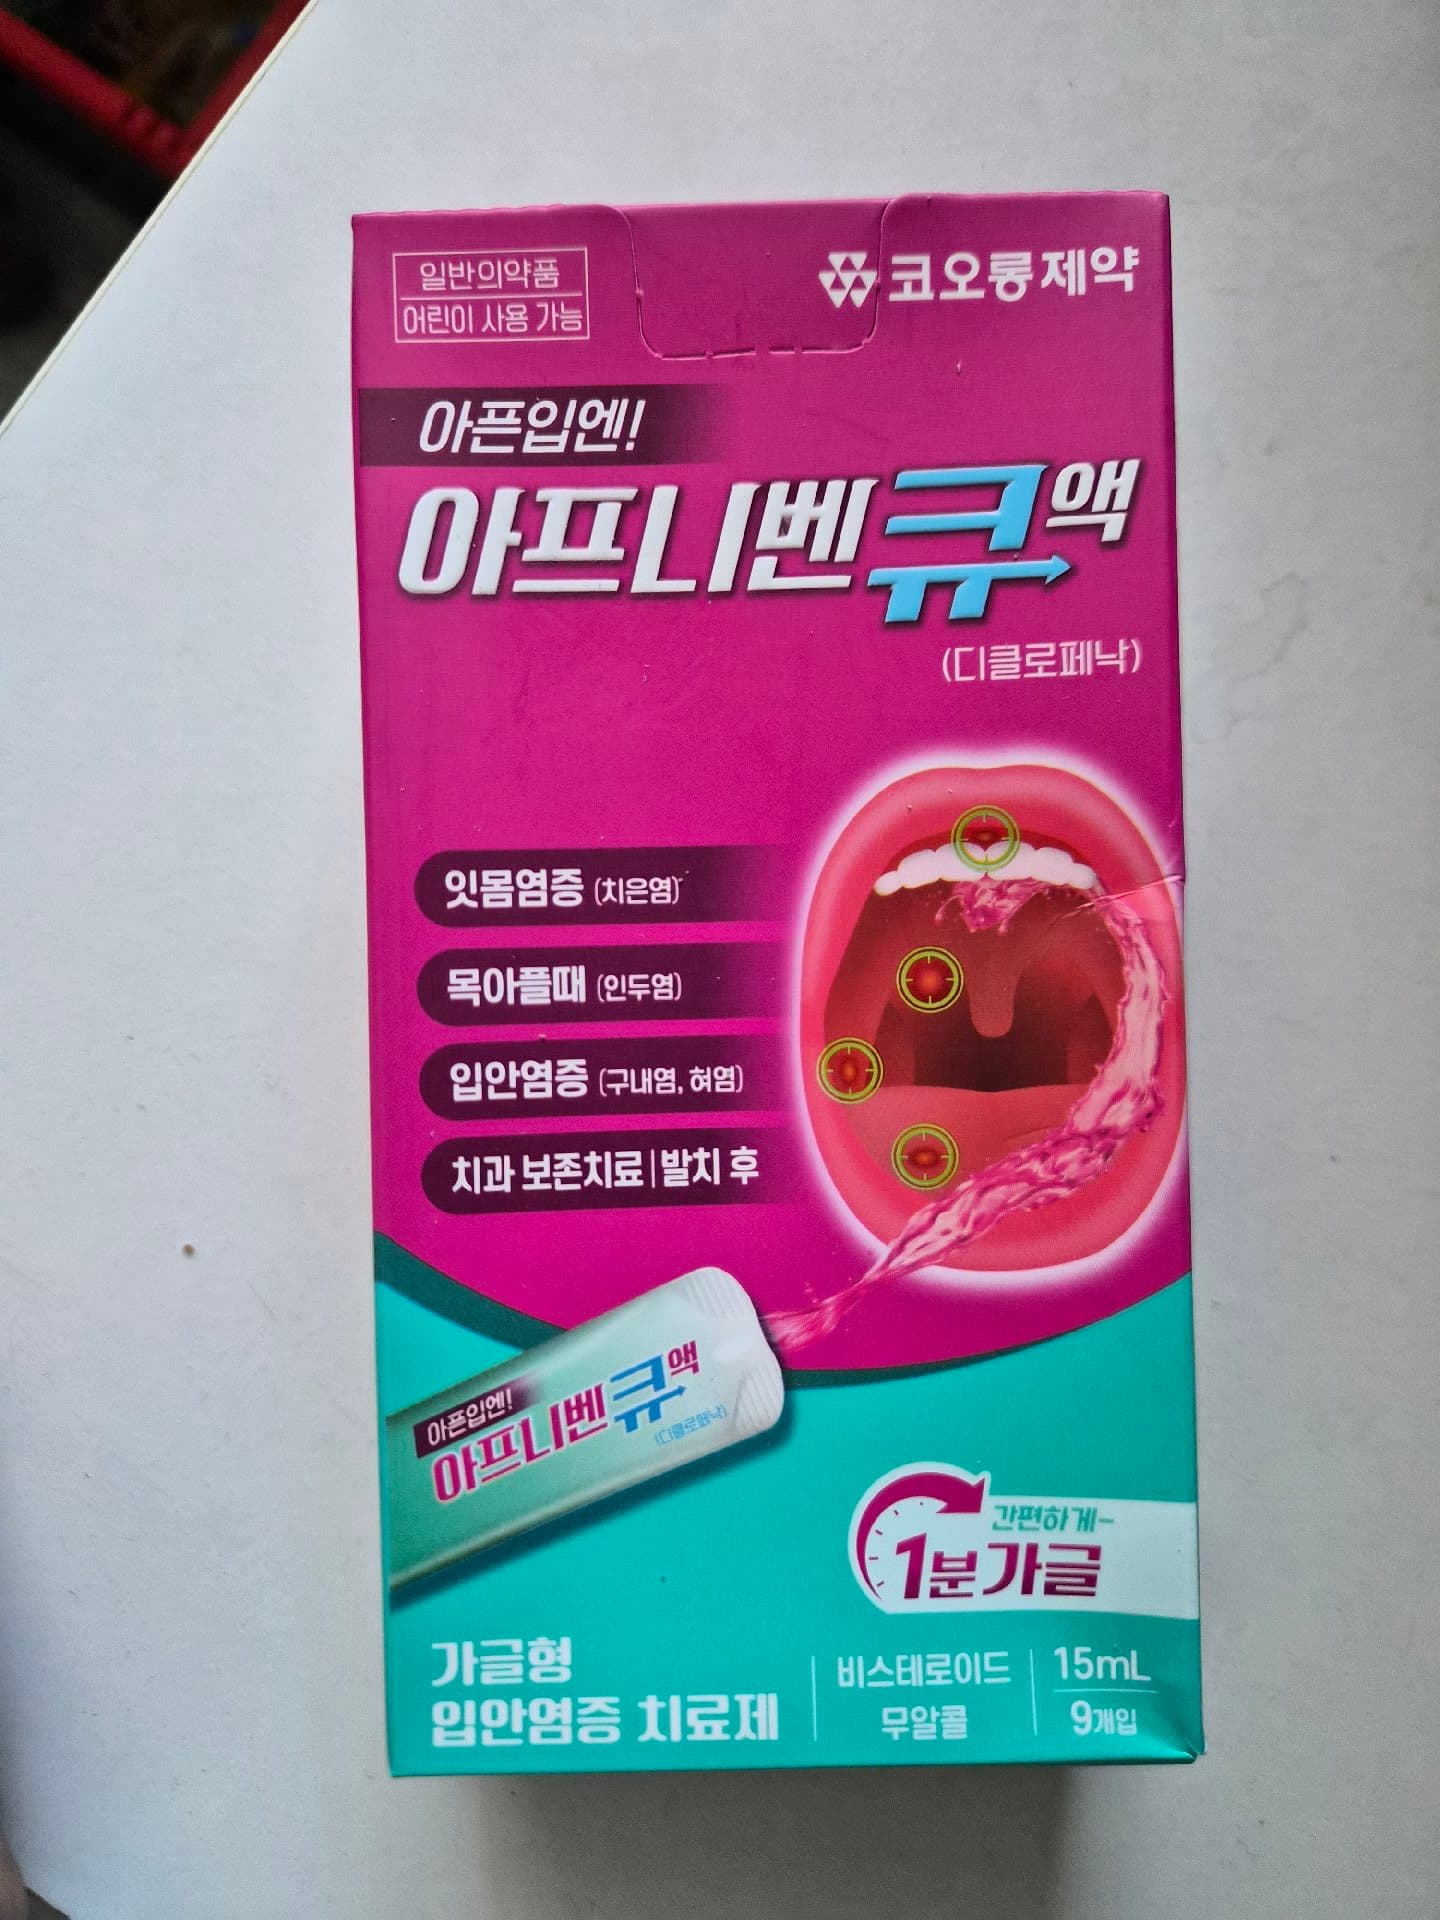 일반의약품
어린이 사용 가능
코오롱제약
아픈입엔!
아프니벤큐액
(디클로페낙)
잇몸염증 (치은염)
목아플때 (인두염)
입안염증 (구내염, 혀염)
치과 보존치료 | 발치 후
아픈입엔!
아프니벤큐액
(디클로페낙)
간편하게-
1분가글
가글형
입안염증 치료제
비스테로이드
무알콜
15mL
9개입